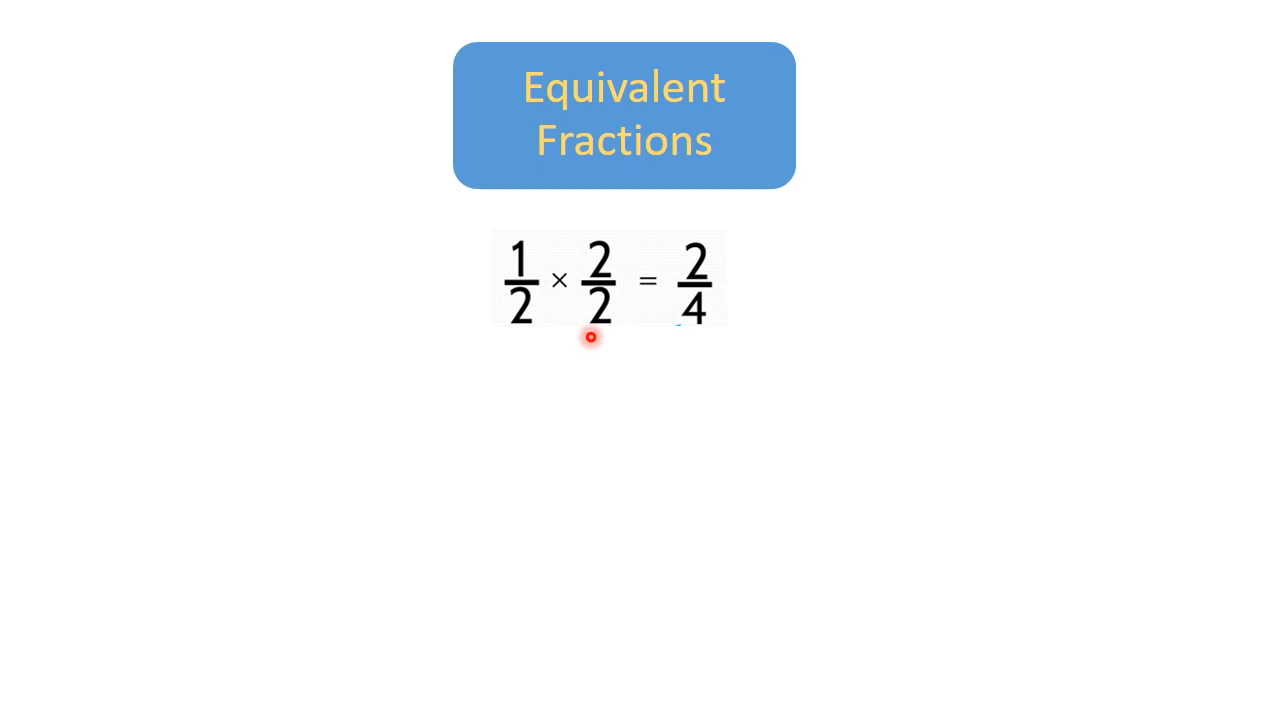 Equivalent
Fractions
1/2 × 2/2 = 2/4